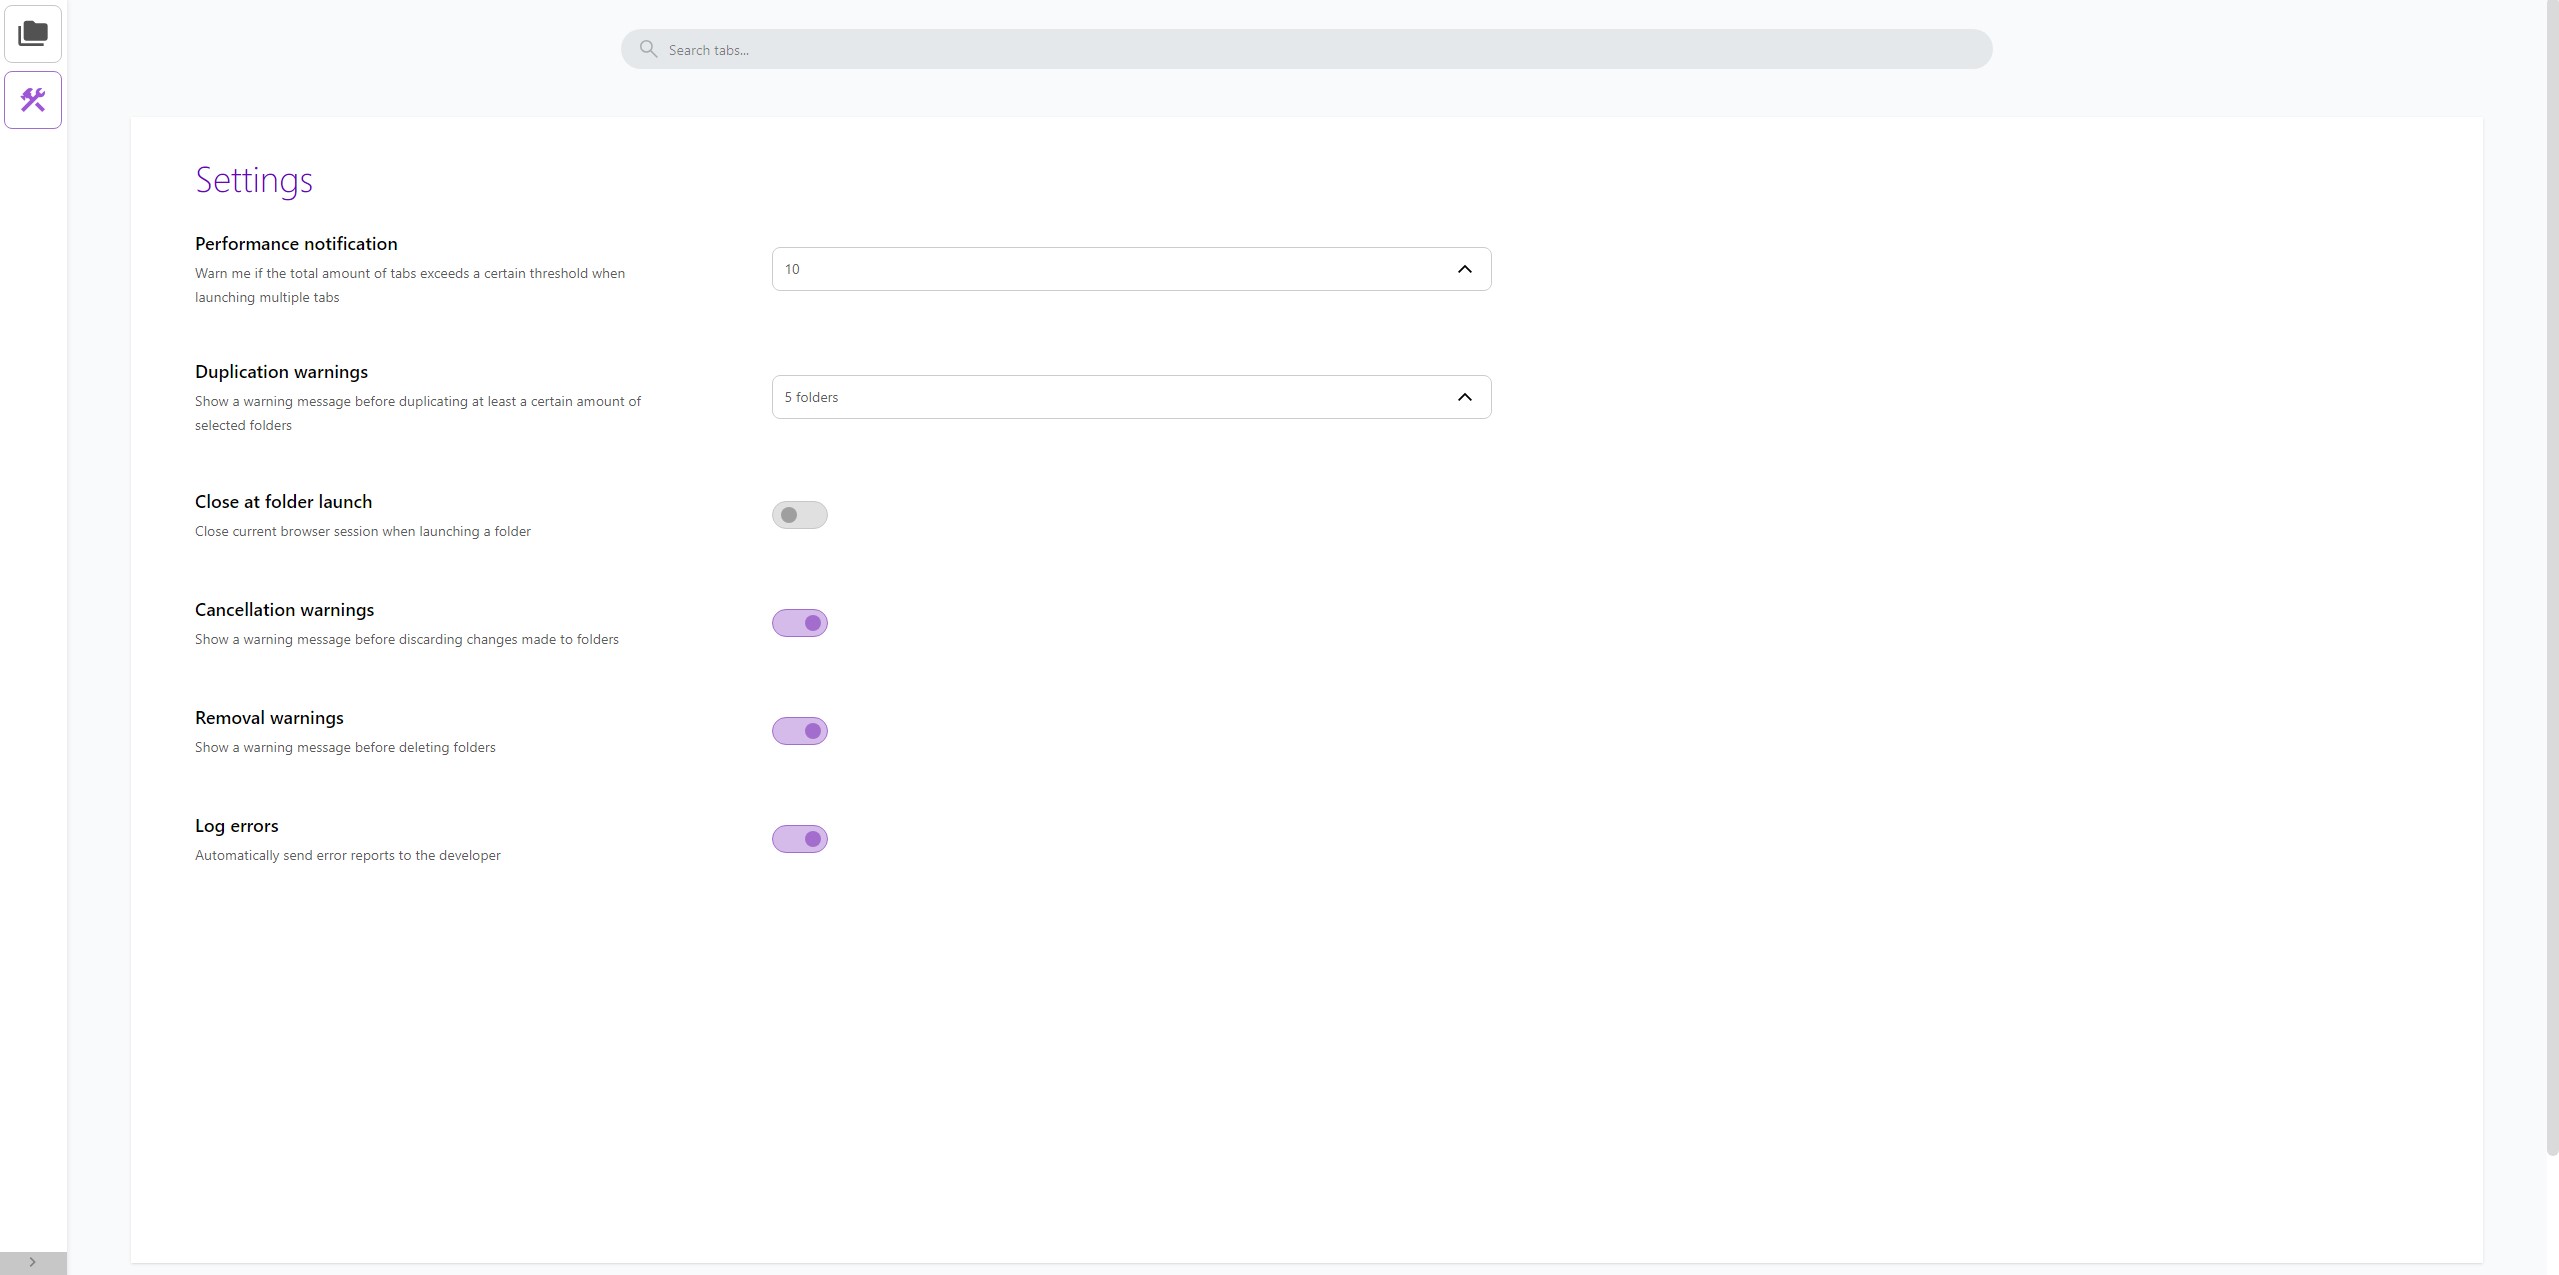 Search tabs...
Settings
Performance notification
Warn me if the total amount of tabs exceeds a certain threshold when
launching multiple tabs
10
Duplication warnings
Show a warning message before duplicating at least a certain amount of
selected folders
5 folders
Close at folder launch
Close current browser session when launching a folder
Cancellation warnings
Show a warning message before discarding changes made to folders
Removal warnings
Show a warning message before deleting folders
Log errors
Automatically send error reports to the developer